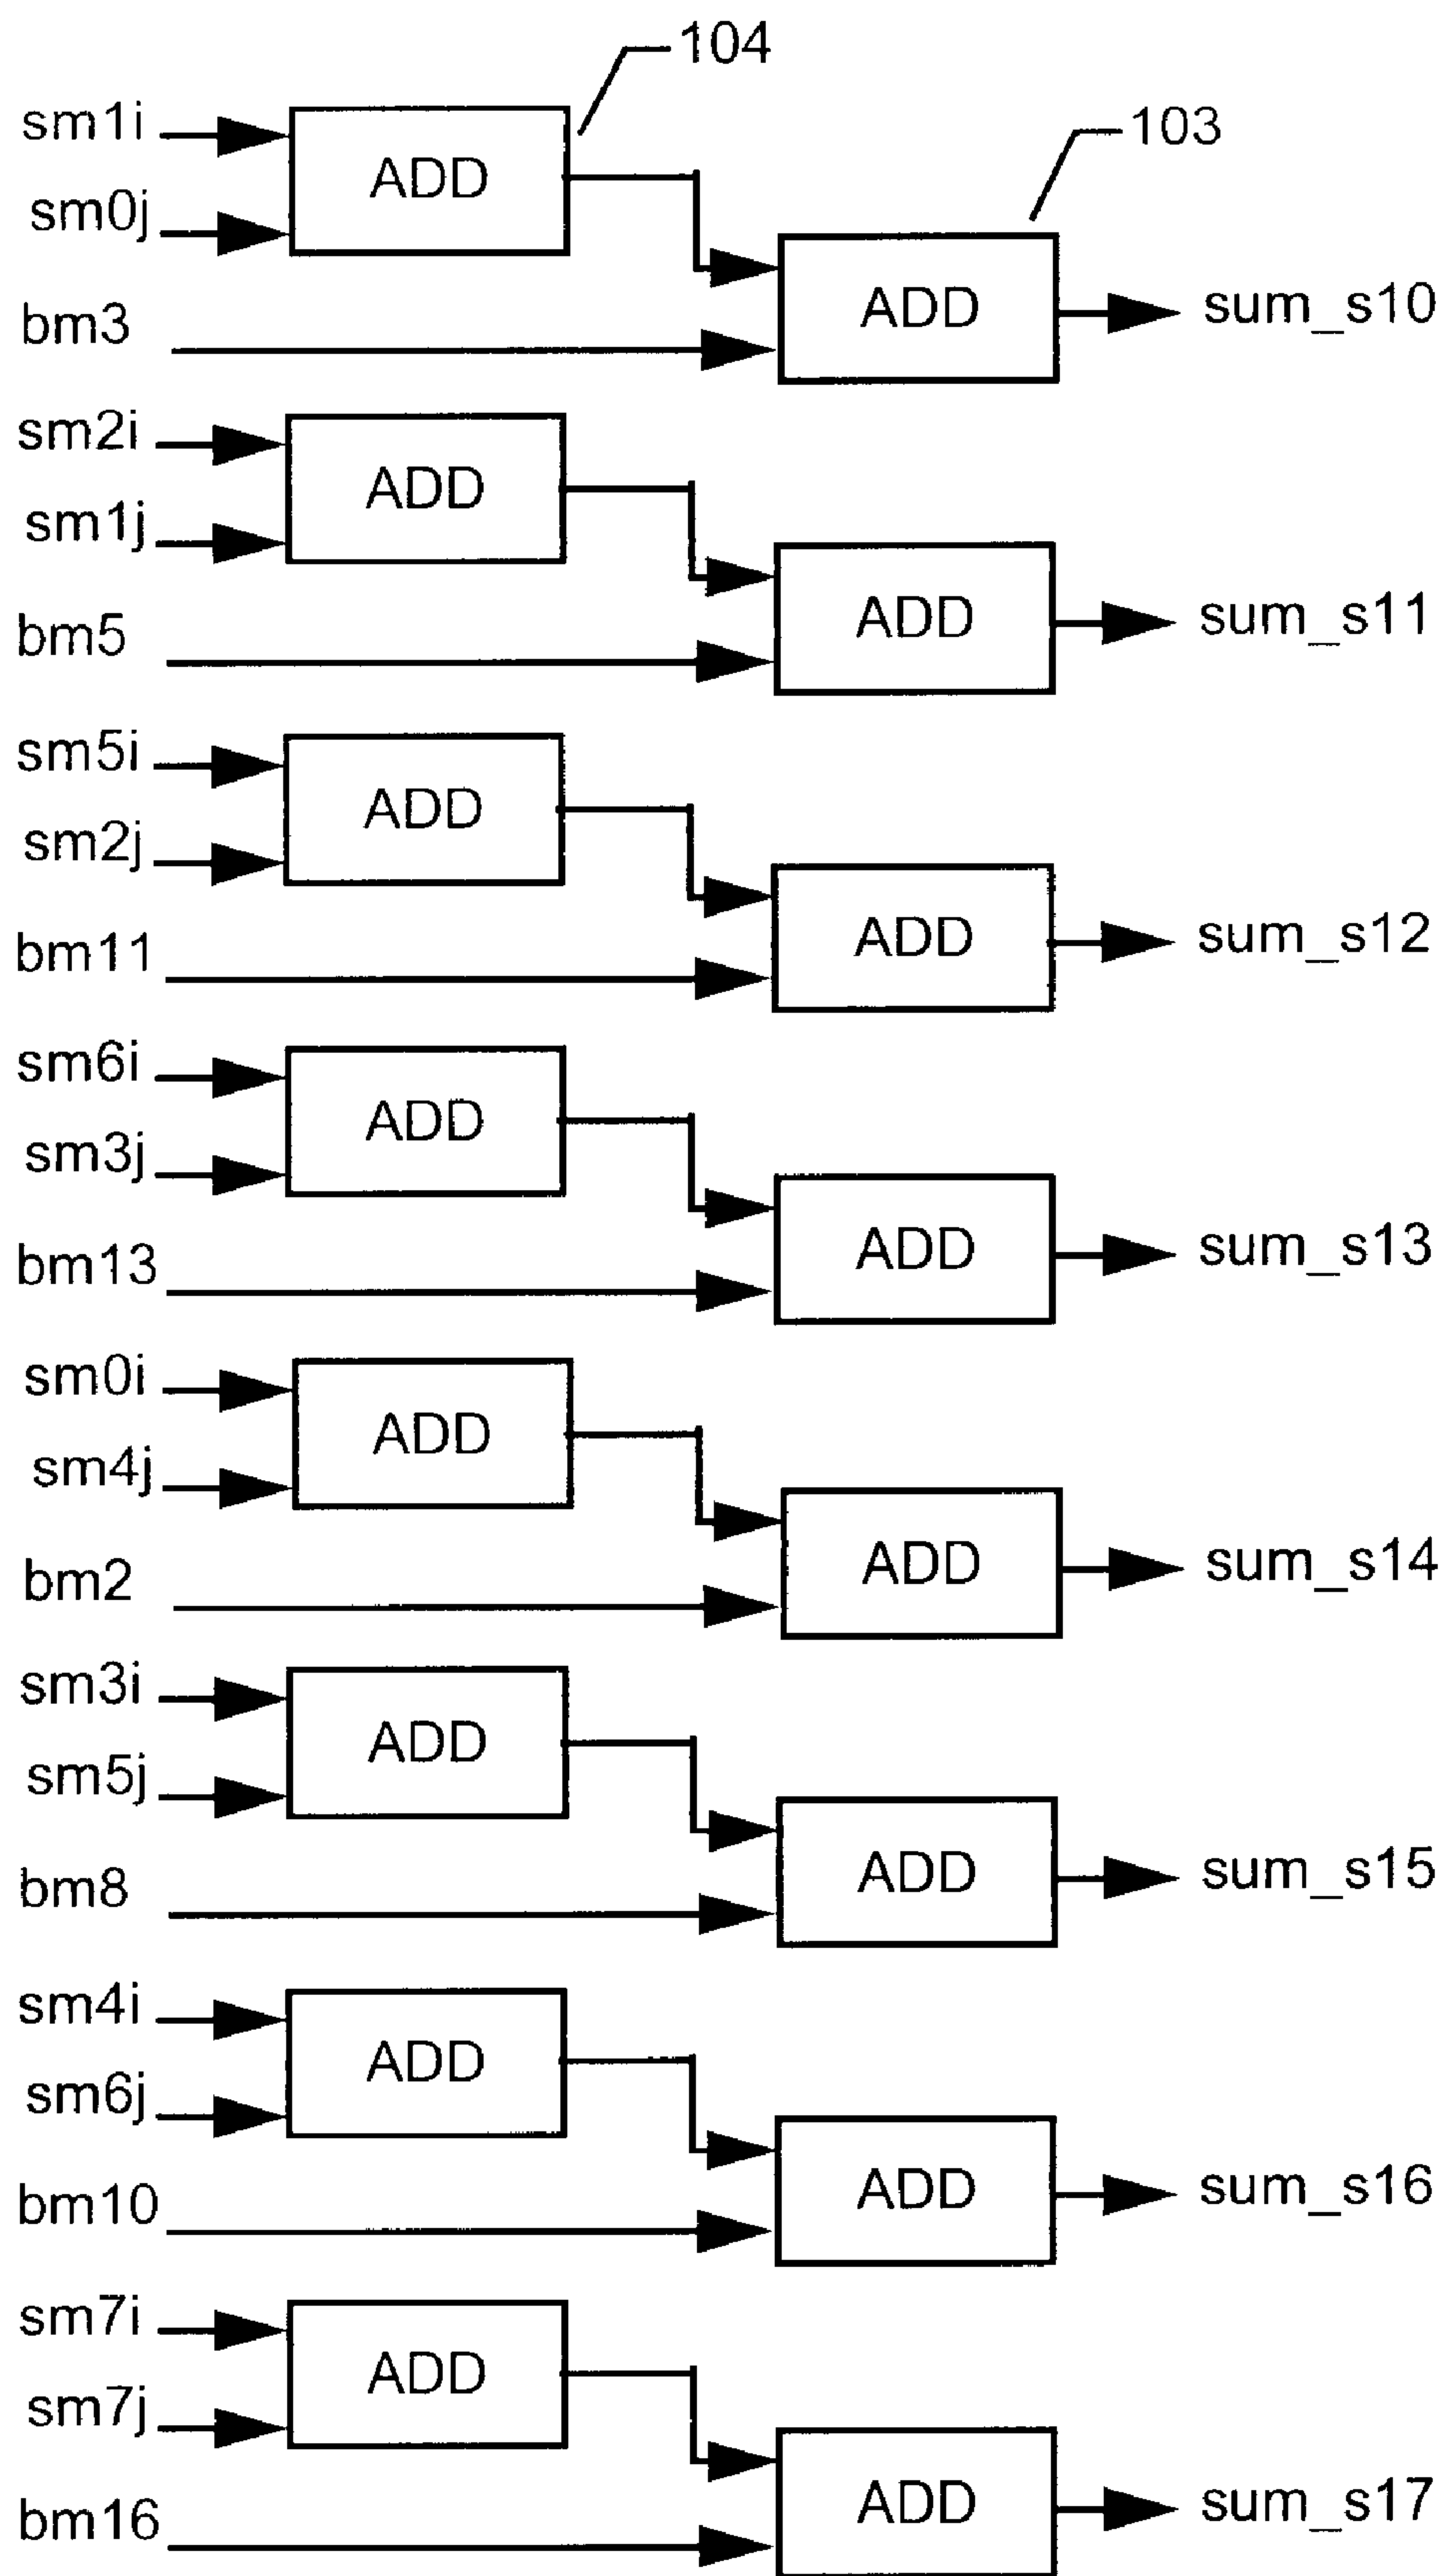 104
sm1i
103
ADD
sm0j
ADD
sum_s10
bm3
sm2i
ADD
sm1j
ADD
sum_s11
bm5
sm5i
ADD
sm2j
ADD
sum_s12
bm11
sm6i
ADD
sm3j
ADD
sum_s13
bm13
sm0i
ADD
sm4j
ADD
sum_s14
bm2
sm3i
ADD
sm5j
ADD
sum_s15
bm8
sm4i
ADD
sm6j
ADD
sum_s16
bm10
sm7i
ADD
sm7j
ADD
sum_s17
bm16